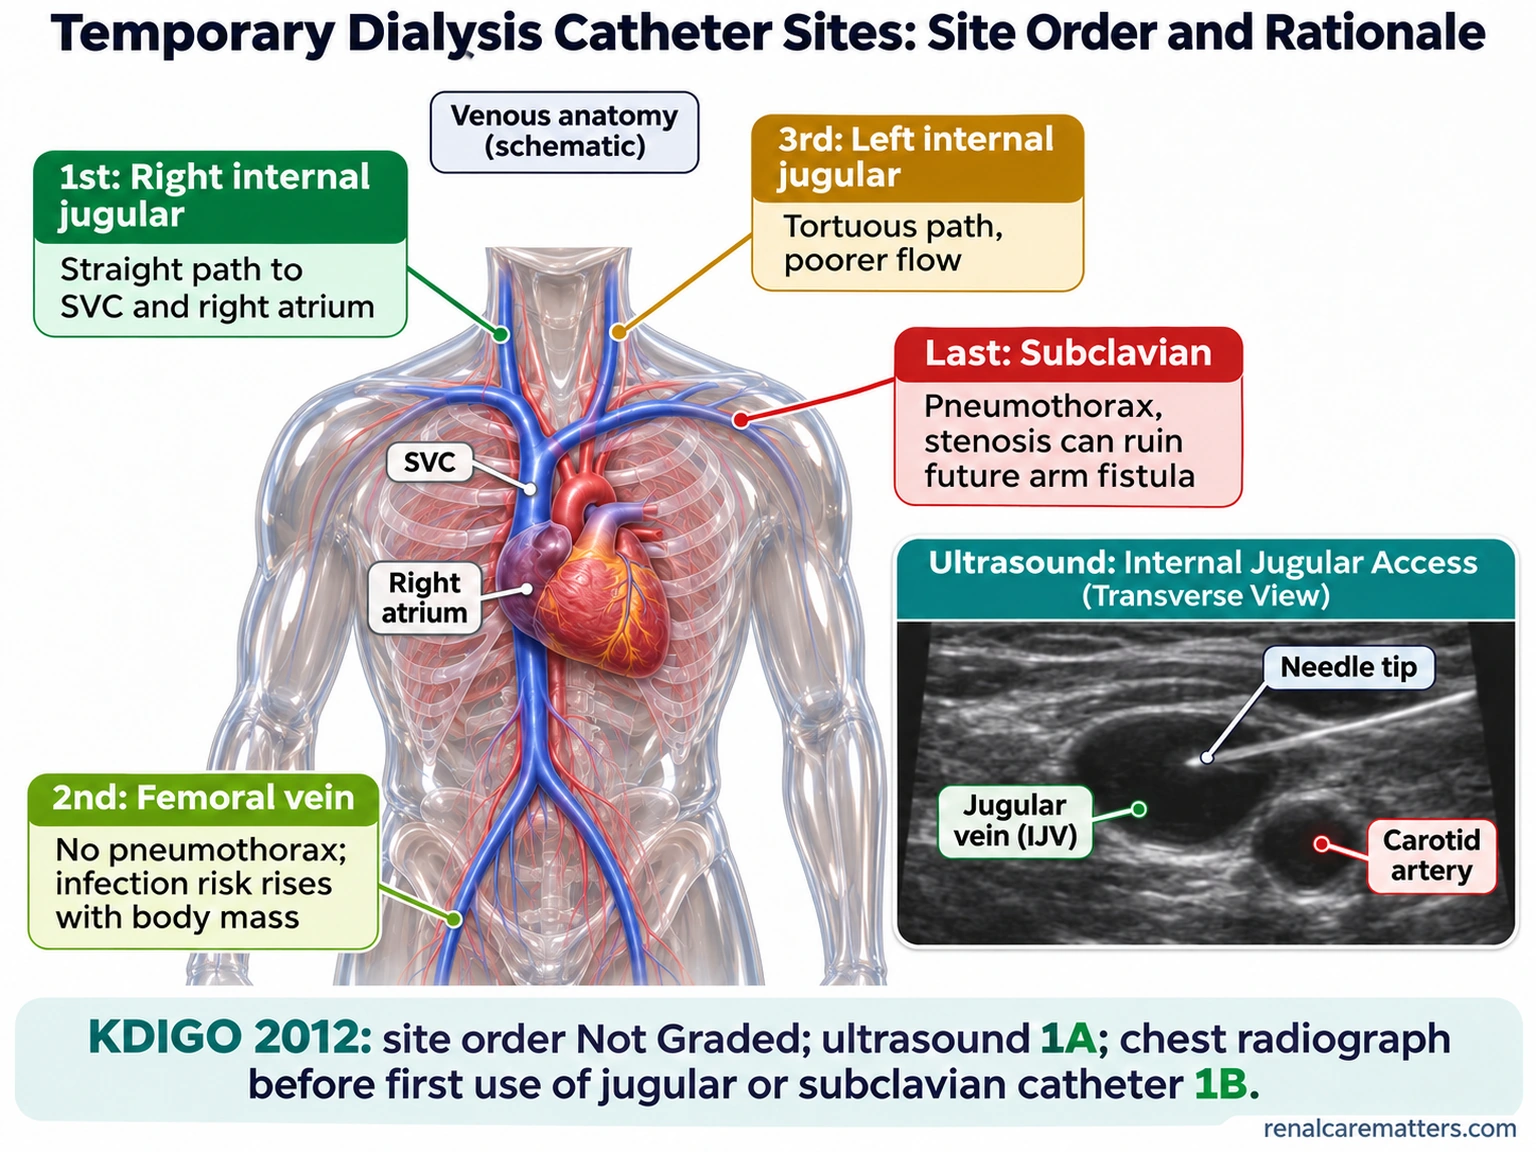 Temporary Dialysis Catheter Sites: Site Order and Rationale
Venous anatomy
(schematic)
1st: Right internal
jugular
Straight path to
SVC and right atrium
3rd: Left internal
jugular
Tortuous path,
poorer flow
Last: Subclavian
Pneumothorax,
stenosis can ruin
future arm fistula
SVC
Right
atrium
Ultrasound: Internal Jugular Access
(Transverse View)
Needle tip
Jugular
vein (IJV)
Carotid
artery
2nd: Femoral vein
No pneumothorax;
infection risk rises
with body mass
KDIGO 2012: site order Not Graded; ultrasound 1A; chest radiograph
before first use of jugular or subclavian catheter 1B.
renalcarematters.com